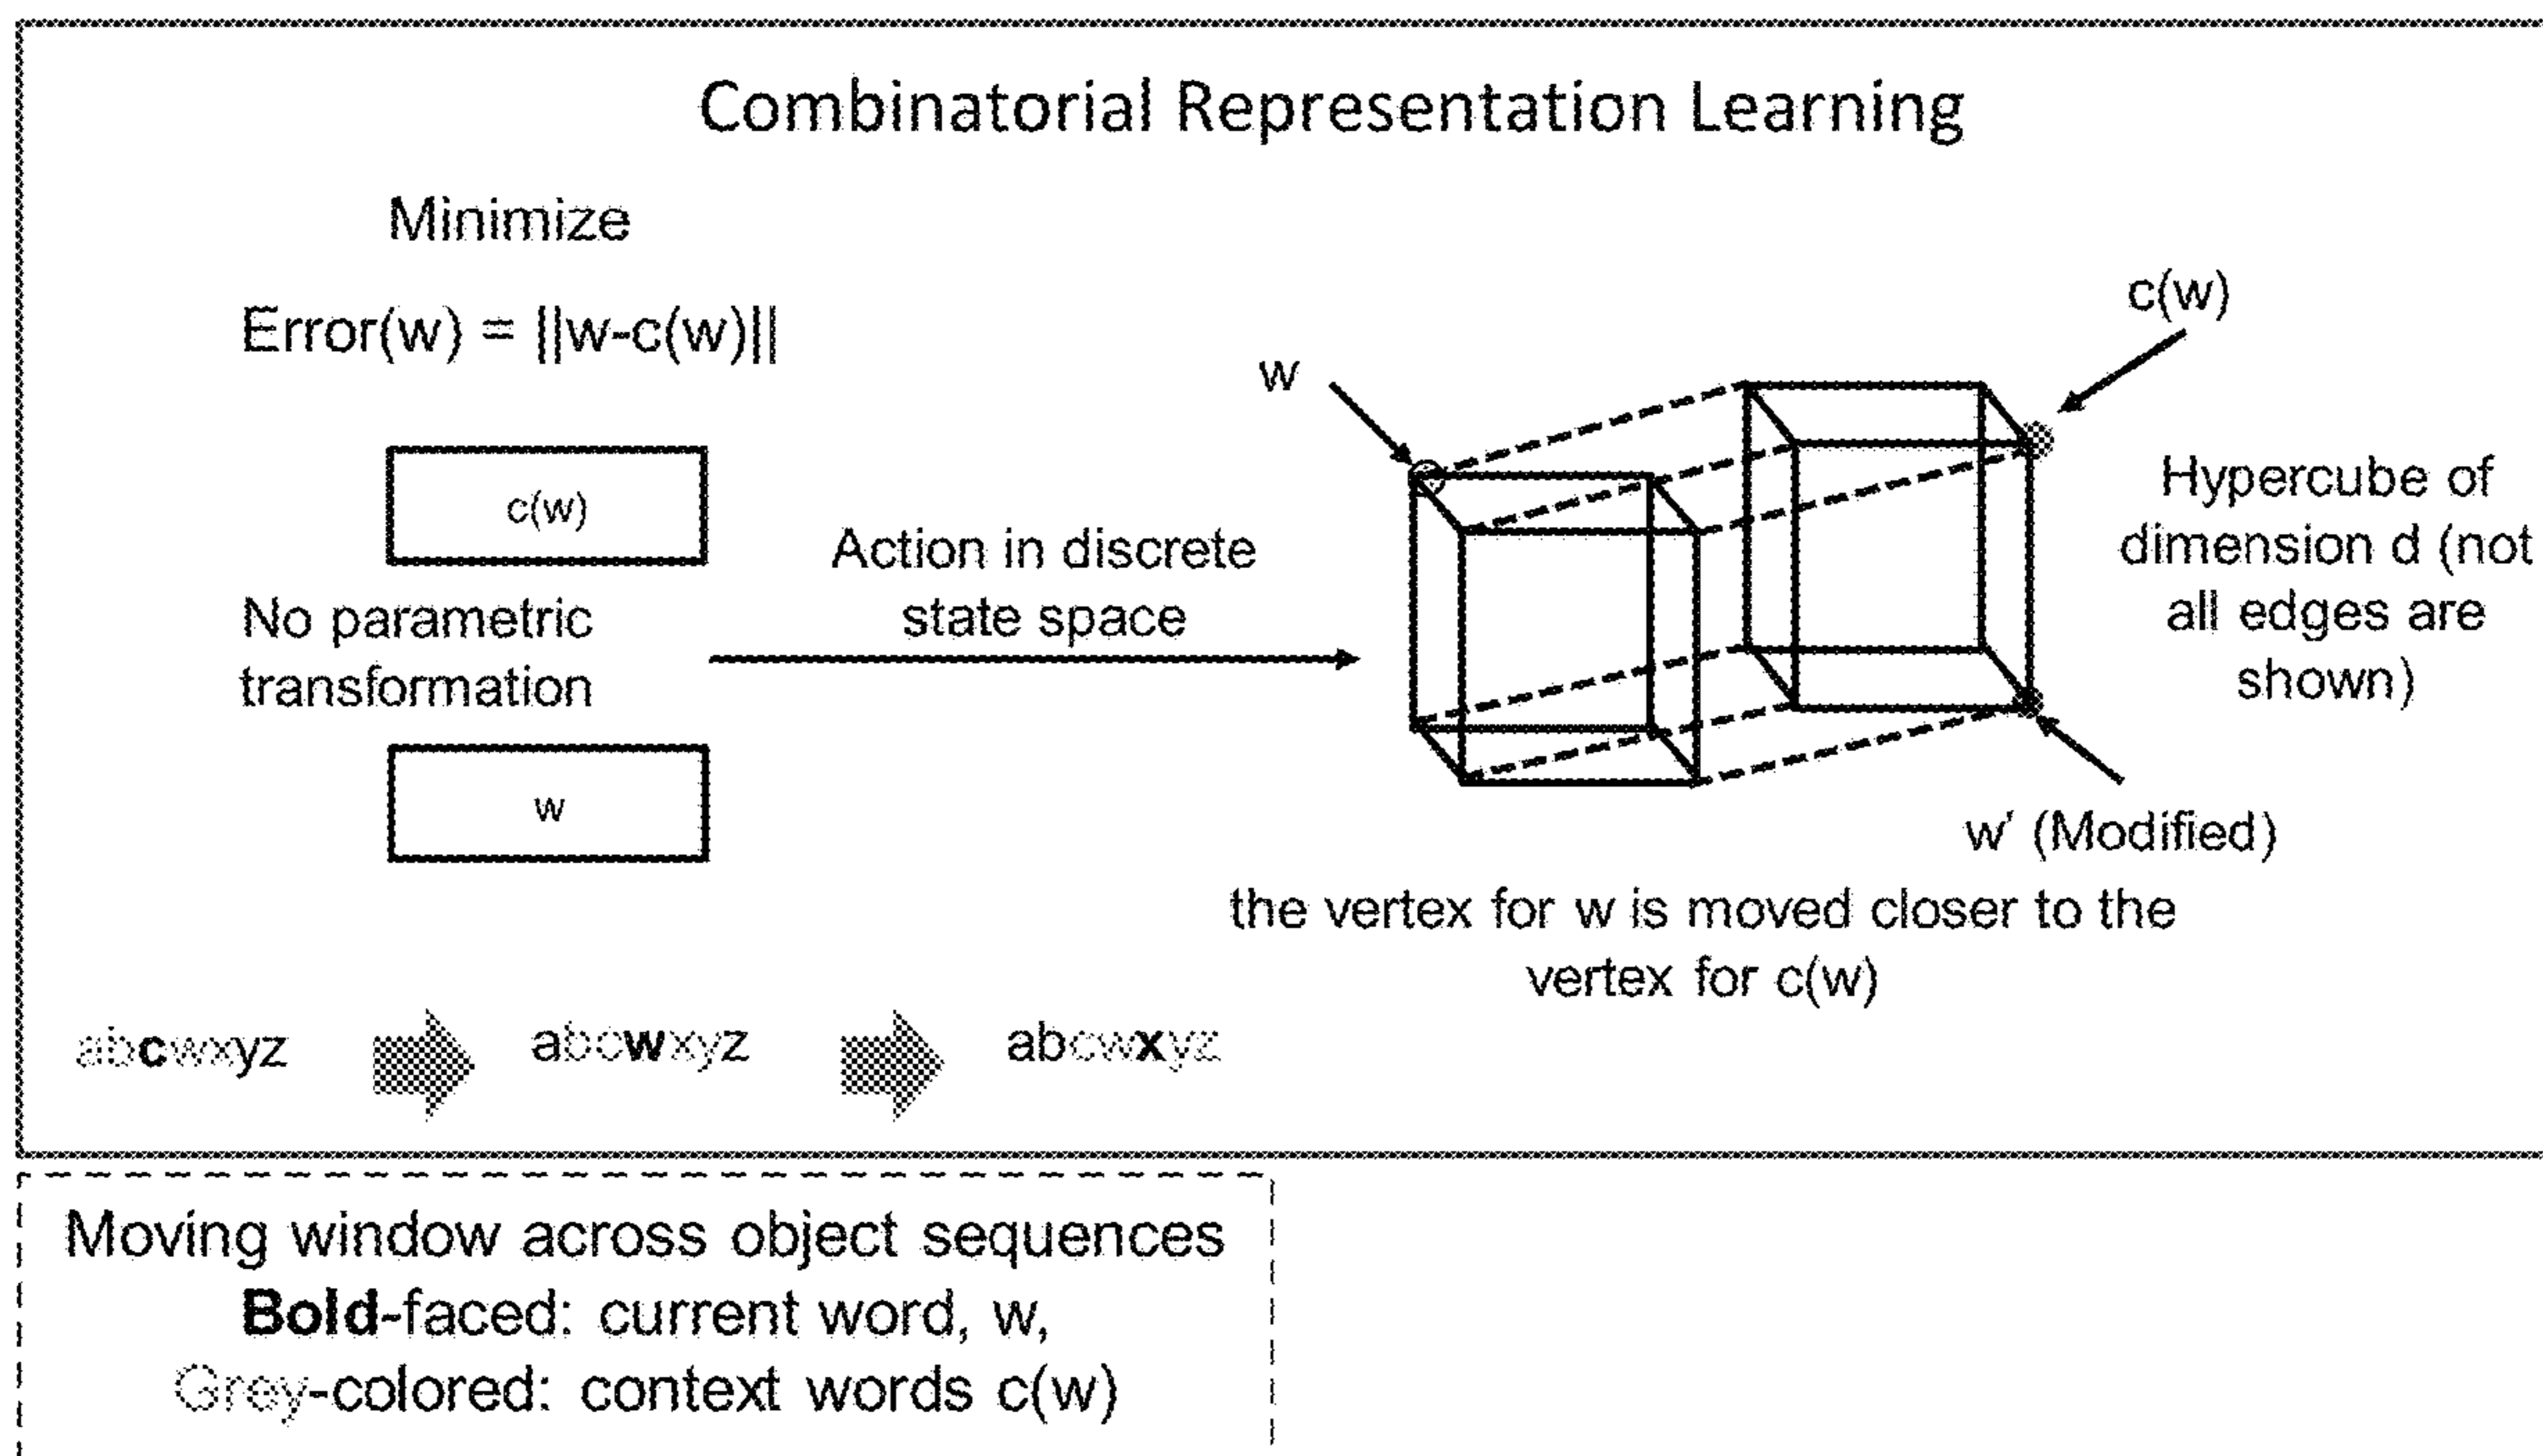 Combinatorial Representation Learning
Minimize
Error(w) = ||w-c(w)||
c(w)
No parametric
transformation
w
Action in discrete
state space
w
c(w)
Hypercube of
dimension d (not
all edges are
shown)
w' (Modified)
the vertex for w is moved closer to the
vertex for c(w)
abcwxyz
abcwxyz
abcwxyz
Moving window across object sequences
Bold-faced: current word, w,
Grey-colored: context words c(w)